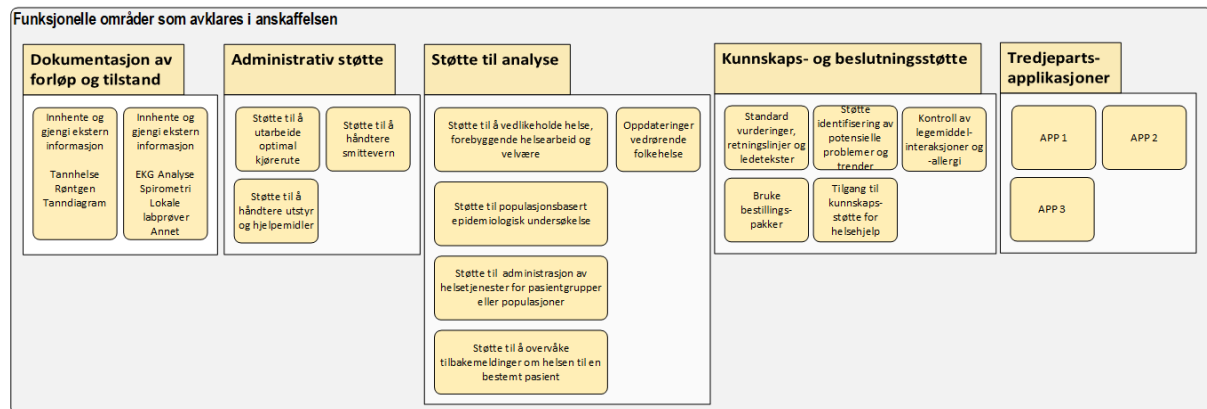 Funksjonelle områder som avklares i anskaffelsen
Dokumentasjon av
forløp og tilstand
Innhente og
gjengi ekstern
informasjon
Tannhelse
Røntgen
Tanndiagram
Innhente og
gjengi ekstern
informasjon
EKG Analyse
Spirometri
Lokale
labprøver
Annet
Administrativ støtte
Støtte til å
utarbeide
optimal
kjørerute
Støtte til å
håndtere
smittevern
Støtte til å
håndtere utstyr
og hjelpemidler
Støtte til analyse
Støtte til å vedlikeholde helse,
forebyggende helsearbeid og
velvære
Oppdateringer
vedrørende
folkehelse
Støtte til populasjonsbasert
epidemiologisk undersøkelse
Støtte til administrasjon av
helsetjenester for pasientgrupper
eller populasjoner
Støtte til å overvåke
tilbakemeldinger om helsen til en
bestemt pasient
Kunnskaps- og beslutningsstøtte
Standard
vurderinger,
retningslinjer og
ledetekster
Støtte
identifisering av
potensielle
problemer og
trender
Kontroll av
legemiddel-
interaksjoner og
-allergi
Bruke
bestillings-
pakker
Tilgang til
kunnskaps-
støtte for
helsehjelp
Tredjeparts-
applikasjoner
APP 1
APP 2
APP 3